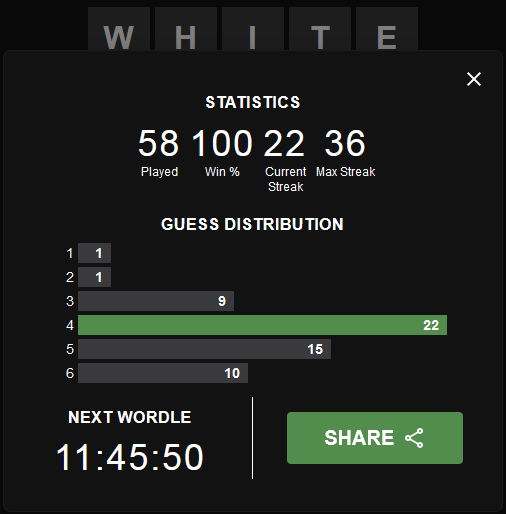 W H I T E
STATISTICS
58 100 22 36
Played Win % Current Streak Max Streak
GUESS DISTRIBUTION
1 1
2 1
3 9
4 22
5 15
6 10
NEXT WORDLE
11:45:50
SHARE